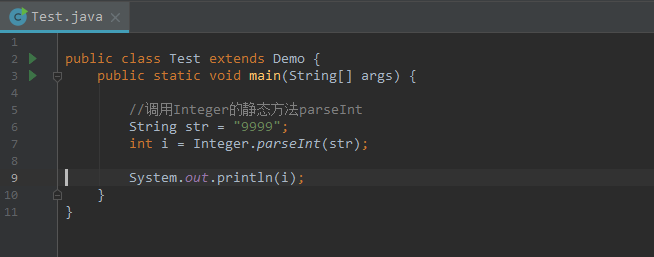 Test.java
1
2 public class Test extends Demo {
3 public static void main(String[] args) {
4
5 //调用Integer的静态方法parseInt
6 String str = "9999";
7 int i = Integer.parseInt(str);
8
9 System.out.println(i);
10 }
11 }